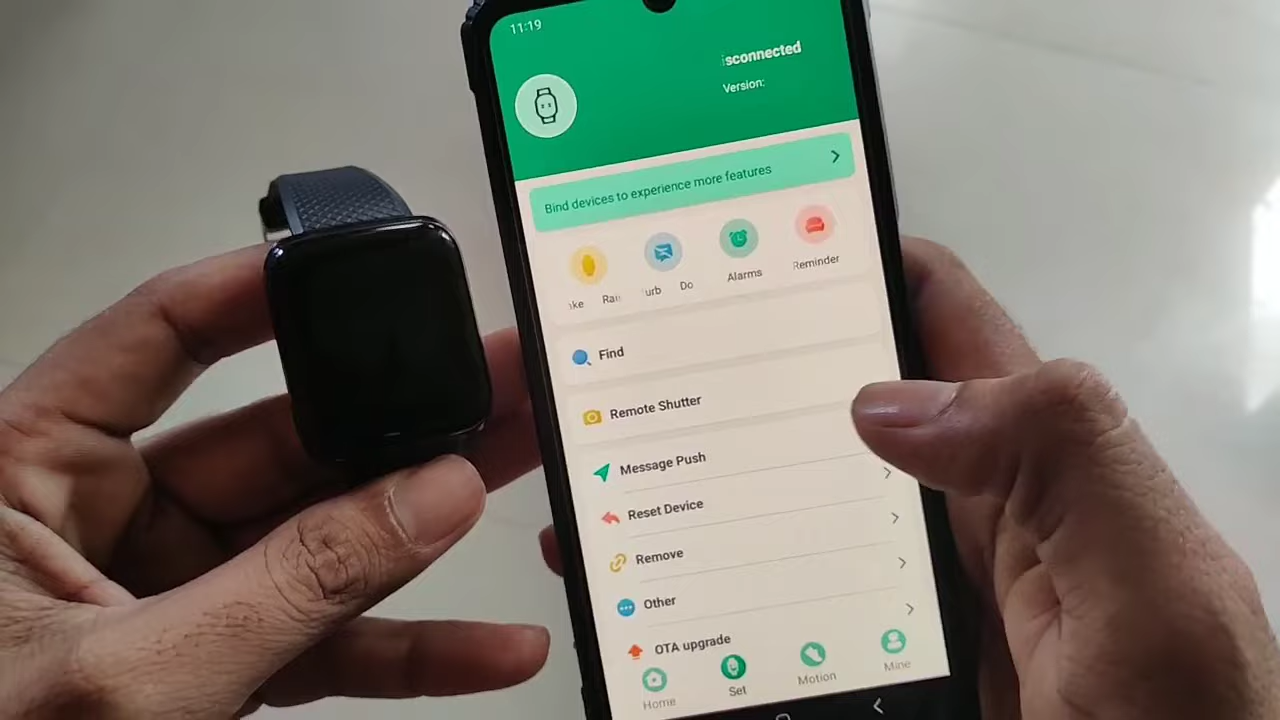 11:19
isconnected
Version:
Bind devices to experience more features
ke Rai
urb Do
Alarms
Reminder
Find
Remote Shutter
Message Push
Reset Device
Remove
Other
OTA upgrade
Home
Set
Motion
Mine